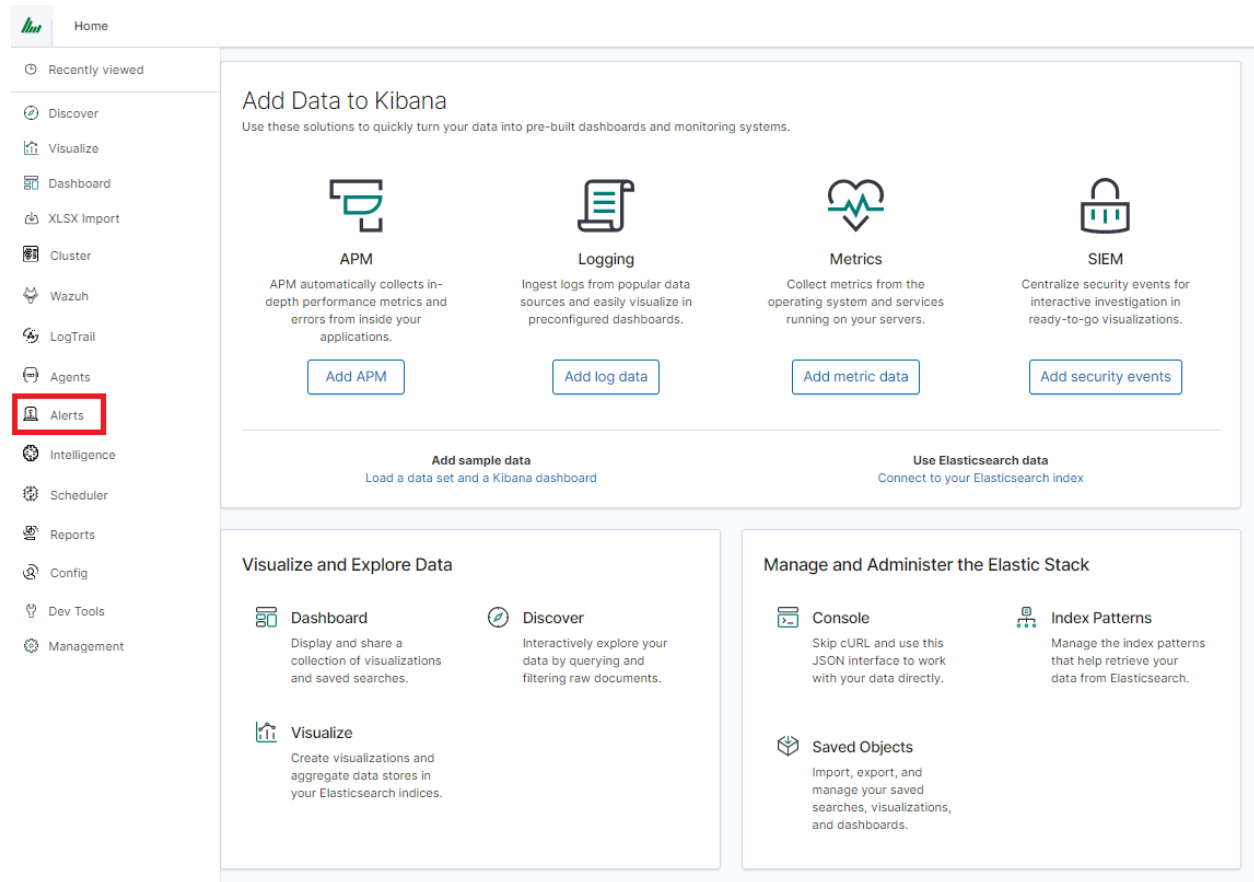 Home
Recently viewed
Discover
Visualize
Dashboard
XLSX Import
Cluster
Wazuh
LogTrail
Agents
Alerts
Intelligence
Scheduler
Reports
Config
Dev Tools
Management
Add Data to Kibana
Use these solutions to quickly turn your data into pre-built dashboards and monitoring systems.
APM
APM automatically collects in-
depth performance metrics and
errors from inside your
applications.
Add APM
Logging
Ingest logs from popular data
sources and easily visualize in
preconfigured dashboards.
Add log data
Metrics
Collect metrics from the
operating system and services
running on your servers.
Add metric data
SIEM
Centralize security events for
interactive investigation in
ready-to-go visualizations.
Add security events
Add sample data
Load a data set and a Kibana dashboard
Use Elasticsearch data
Connect to your Elasticsearch index
Visualize and Explore Data
Dashboard
Display and share a
collection of visualizations
and saved searches.
Discover
Interactively explore your
data by querying and
filtering raw documents.
Visualize
Create visualizations and
aggregate data stores in
your Elasticsearch indices.
Manage and Administer the Elastic Stack
Console
Skip cURL and use this
JSON interface to work
with your data directly.
Index Patterns
Manage the index patterns
that help retrieve your
data from Elasticsearch.
Saved Objects
Import, export, and
manage your saved
searches, visualizations,
and dashboards.